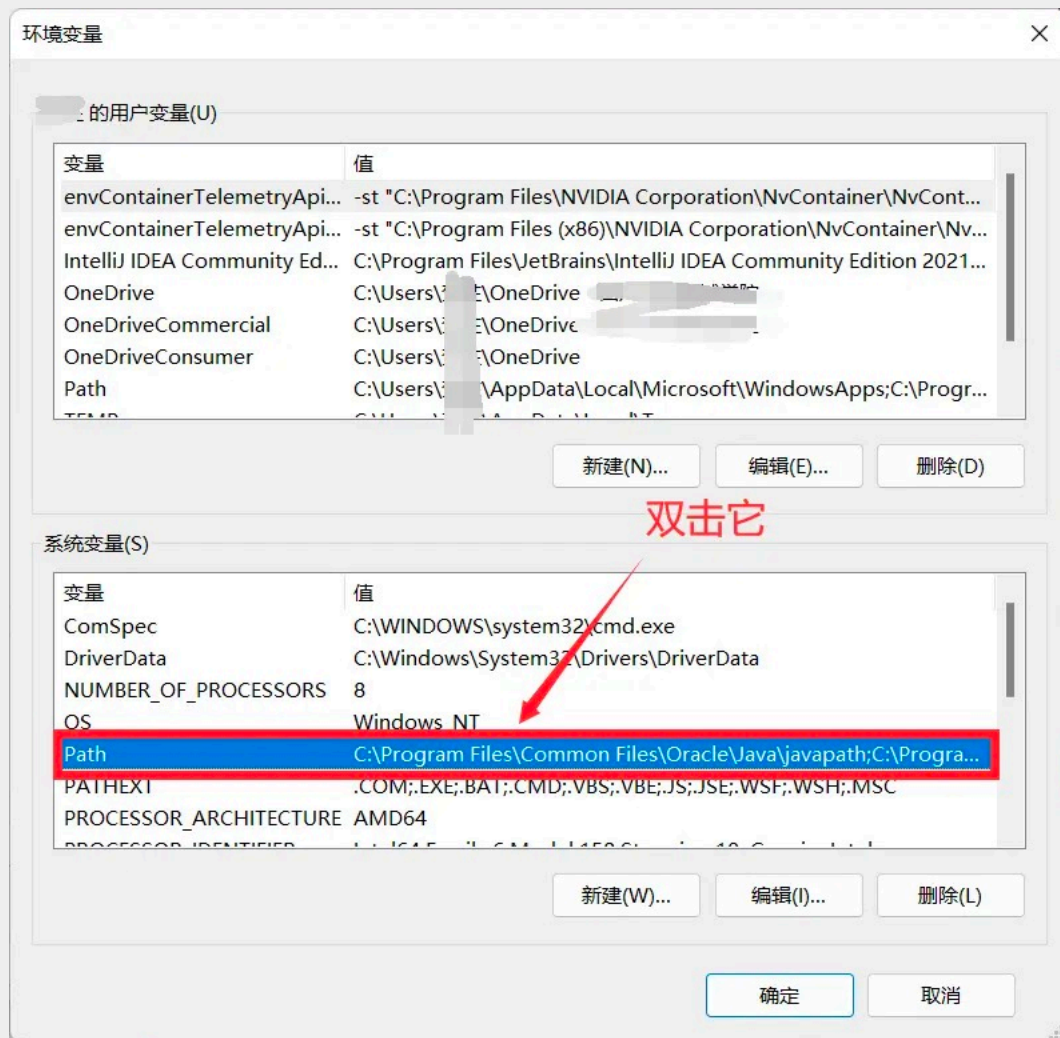 环境变量
的用户变量(U)
变量 值
envContainerTelemetryApi... -st "C:\Program Files\NVIDIA Corporation\NvContainer\NvCont...
envContainerTelemetryApi... -st "C:\Program Files (x86)\NVIDIA Corporation\NvContainer\Nv...
IntelliJ IDEA Community Ed... C:\Program Files\JetBrains\IntelliJ IDEA Community Edition 2021...
OneDrive C:\Users\ \OneDrive
OneDriveCommercial C:\Users\ \OneDrive
OneDriveConsumer C:\Users\ \OneDrive
Path C:\Users\ \AppData\Local\Microsoft\WindowsApps;C:\Progr...
新建(N)... 编辑(E)... 删除(D)
双击它
系统变量(S)
变量 值
ComSpec C:\WINDOWS\system32\cmd.exe
DriverData C:\Windows\System32\Drivers\DriverData
NUMBER_OF_PROCESSORS 8
OS Windows_NT
Path C:\Program Files\Common Files\Oracle\Java\javapath;C:\Progra...
PATHEXT .COM;.EXE;.BAT;.CMD;.VBS;.VBE;.JS;.JSE;.WSF;.WSH;.MSC
PROCESSOR_ARCHITECTURE AMD64
新建(W)... 编辑(I)... 删除(L)
确定 取消